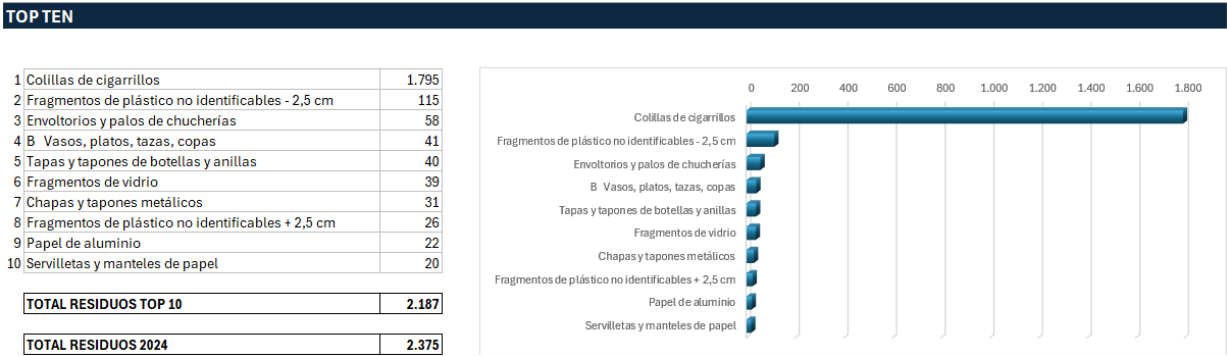 TOP TEN
1 Colillas de cigarrillos 1.795
2 Fragmentos de plástico no identificables - 2,5 cm 115
3 Envoltorios y palos de chucherías 58
4 B Vasos, platos, tazas, copas 41
5 Tapas y tapones de botellas y anillas 40
6 Fragmentos de vidrio 39
7 Chapas y tapones metálicos 31
8 Fragmentos de plástico no identificables + 2,5 cm 26
9 Papel de aluminio 22
10 Servilletas y manteles de papel 20
TOTAL RESIDUOS TOP 10 2.187
TOTAL RESIDUOS 2024 2.375
0 200 400 600 800 1.000 1.200 1.400 1.600 1.800
Colillas de cigarrillos
Fragmentos de plástico no identificables - 2,5 cm
Envoltorios y palos de chucherías
B Vasos, platos, tazas, copas
Tapas y tapones de botellas y anillas
Fragmentos de vidrio
Chapas y tapones metálicos
Fragmentos de plástico no identificables + 2,5 cm
Papel de aluminio
Servilletas y manteles de papel